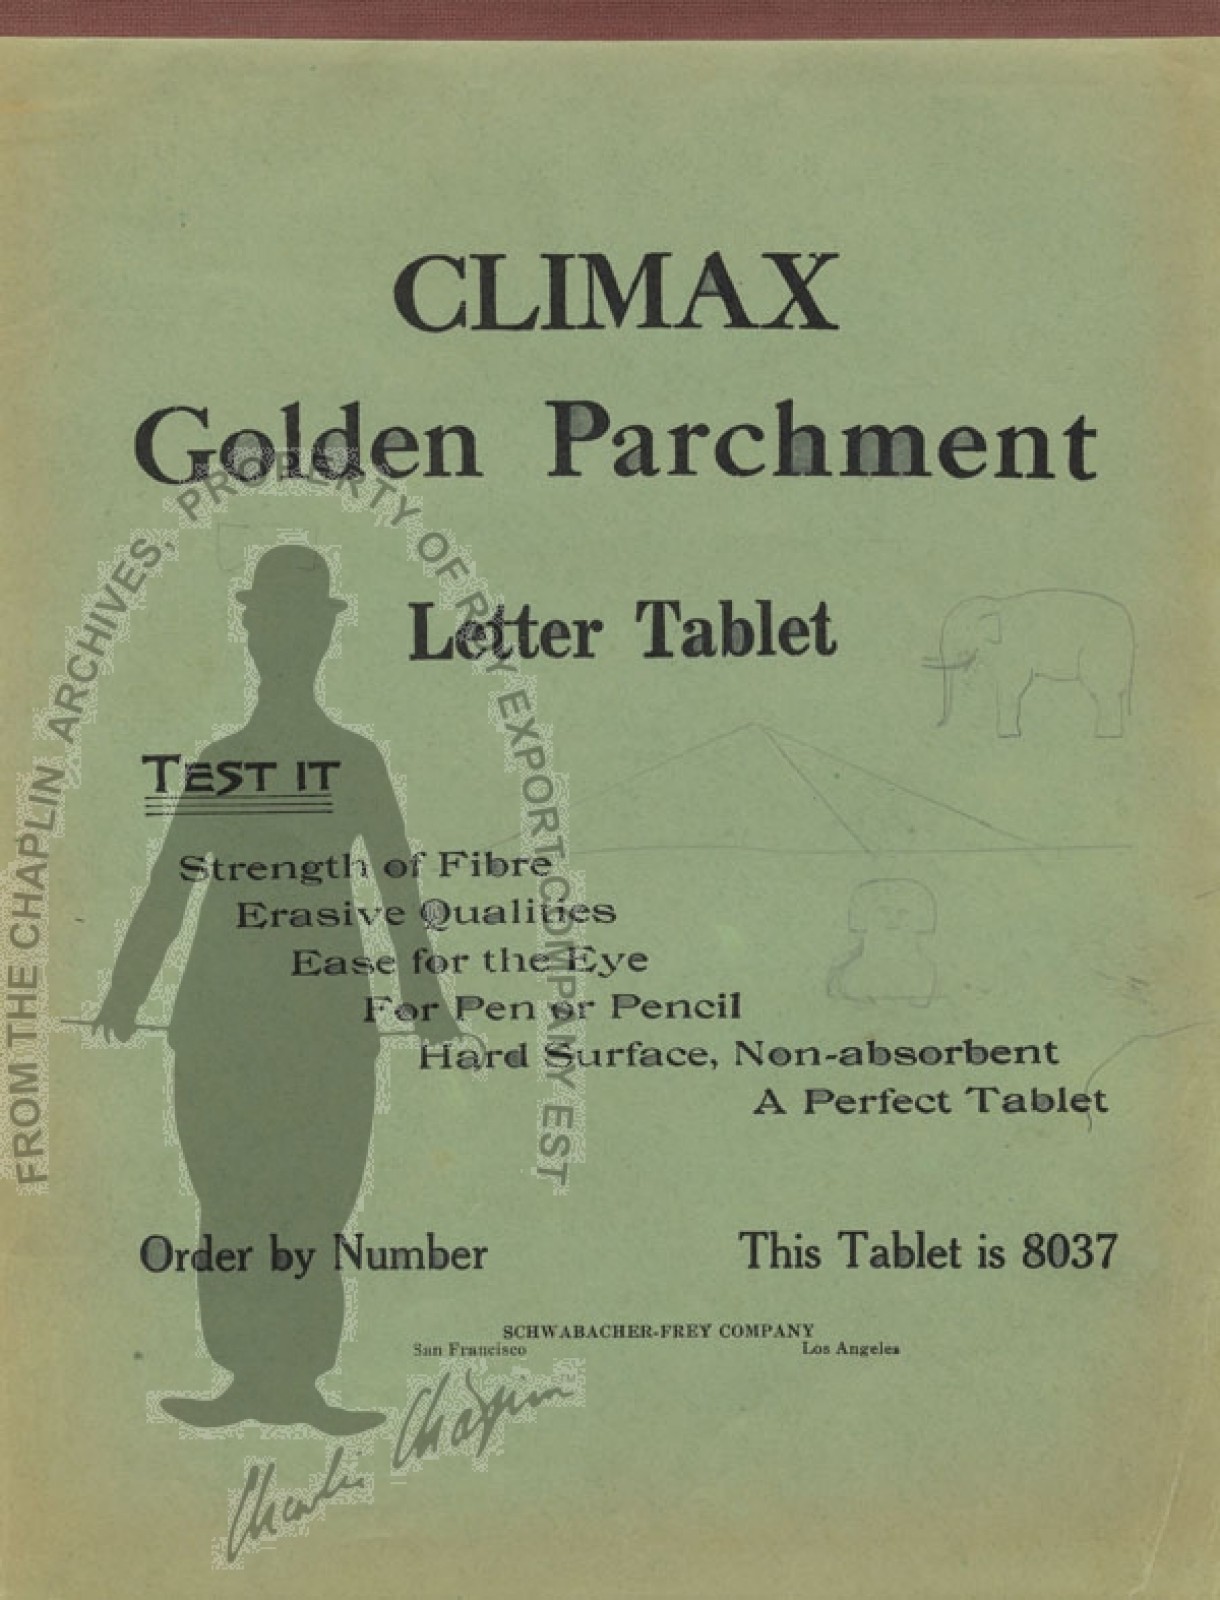 CLIMAX
Golden Parchment
Letter Tablet
TEST IT
Strength of Fibre
Erasive Qualities
Ease for the Eye
For Pen or Pencil
Hard Surface, Non-absorbent
A Perfect Tablet
Order by Number
This Tablet is 8037
SCHWABACHER-FREY COMPANY
San Francisco
Los Angeles
FROM THE CHAPLIN ARCHIVES, PROPERTY OF ROY EXPORT COMPANY EST
Charlie Chaplin